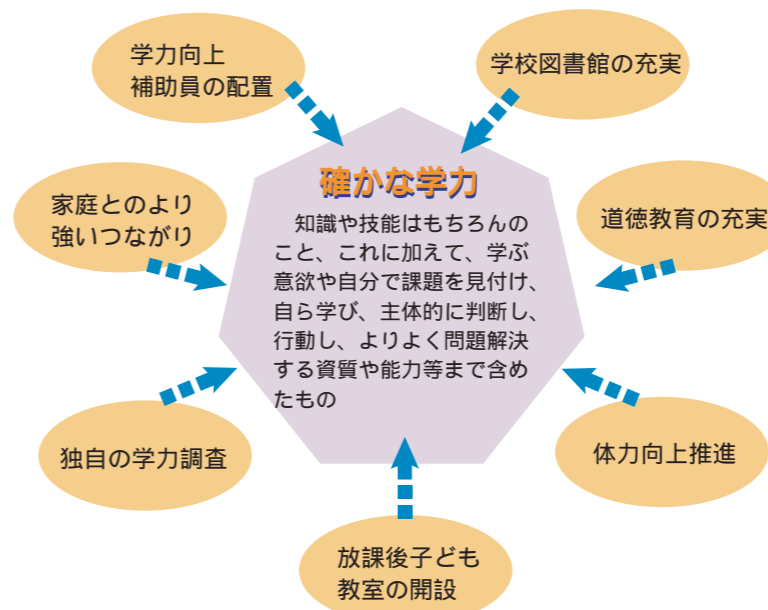 学力向上
補助員の配置
学校図書館の充実
確かな学力
知識や技能はもちろんの
こと、これに加えて、学ぶ
意欲や自分で課題を見付け、
自ら学び、主体的に判断し、
行動し、よりよく問題解決
する資質や能力等まで含め
たもの
家庭とのより
強いつながり
道徳教育の充実
独自の学力調査
体力向上推進
放課後子ども
教室の開設